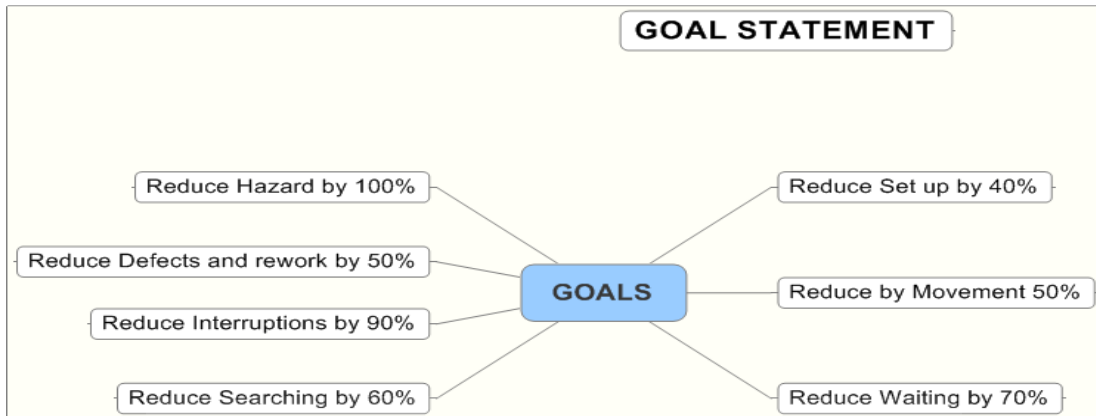 GOAL STATEMENT
Reduce Hazard by 100%
Reduce Set up by 40%
Reduce Defects and rework by 50%
GOALS
Reduce by Movement 50%
Reduce Interruptions by 90%
Reduce Searching by 60%
Reduce Waiting by 70%